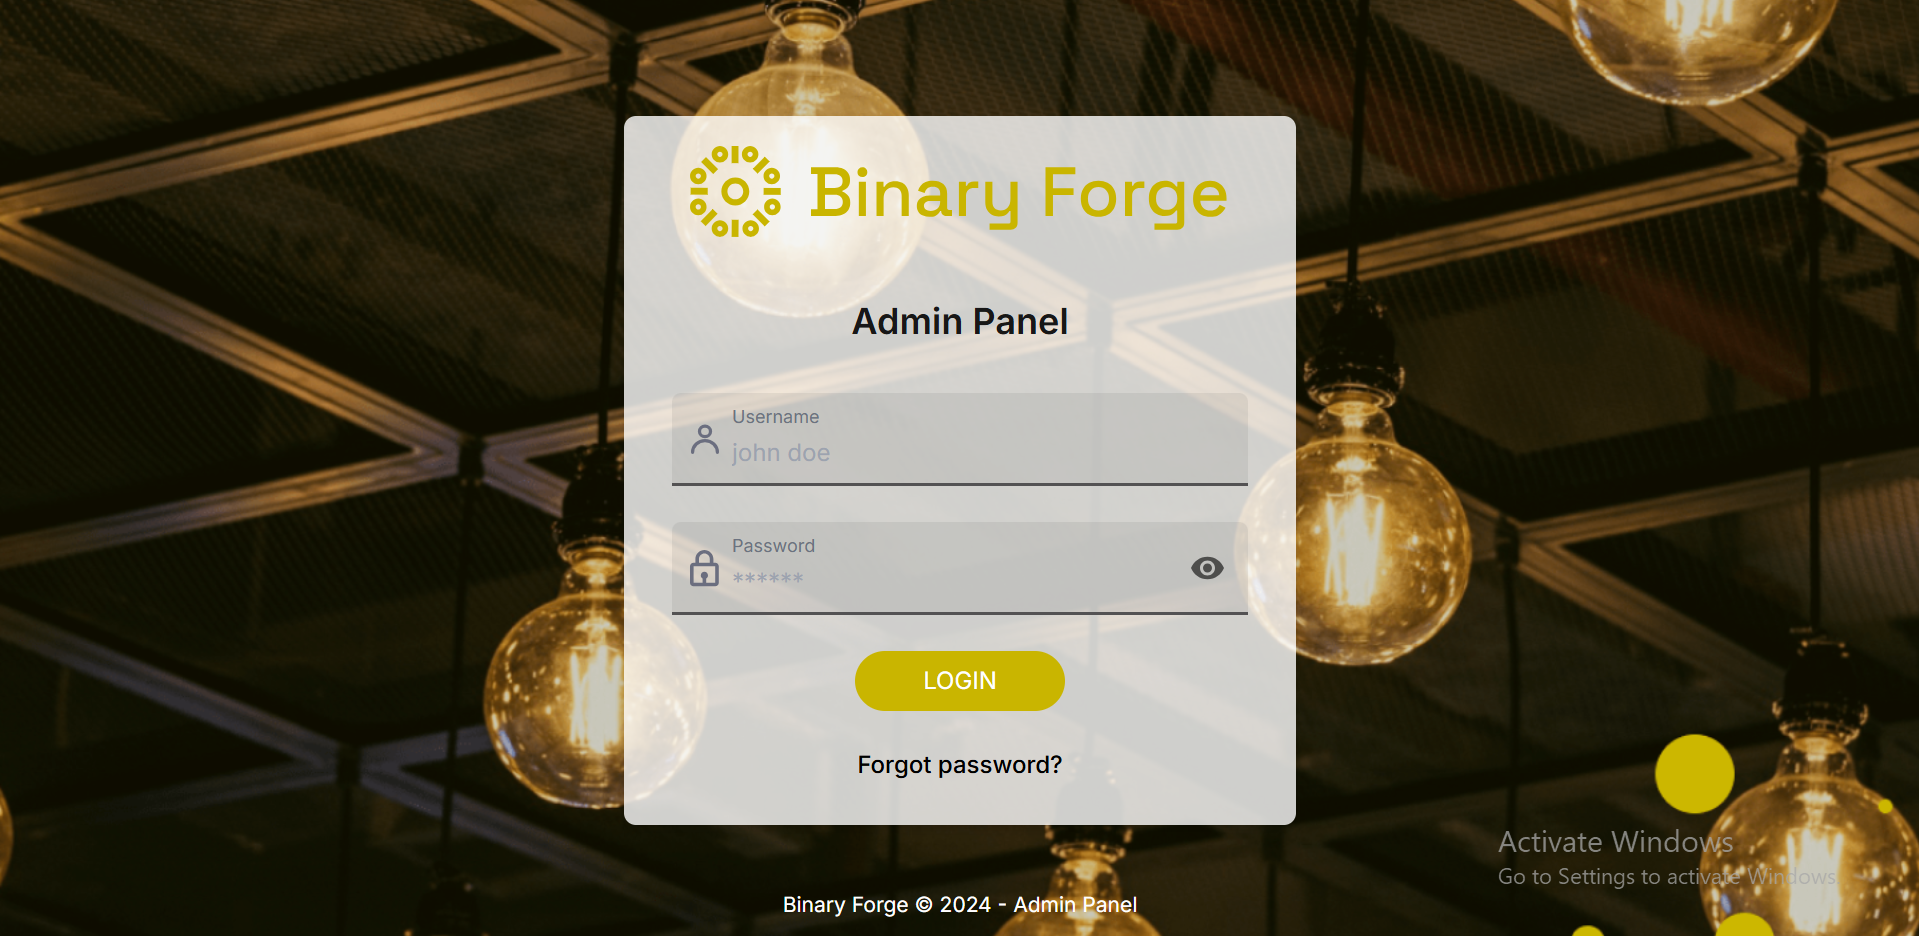 Binary Forge
Admin Panel
Username
john doe
Password
******
LOGIN
Forgot password?
Activate Windows
Go to Settings to activate Windows.
Binary Forge © 2024 - Admin Panel